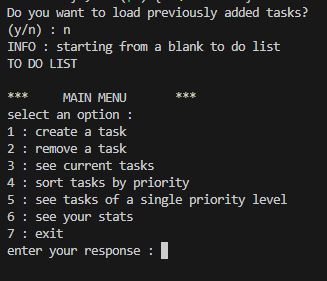 Do you want to load previously added tasks?
(y/n) : n
INFO : starting from a blank to do list
TO DO LIST
***     MAIN MENU       ***
select an option :
1 : create a task
2 : remove a task
3 : see current tasks
4 : sort tasks by priority
5 : see tasks of a single priority level
6 : see your stats
7 : exit
enter your response :